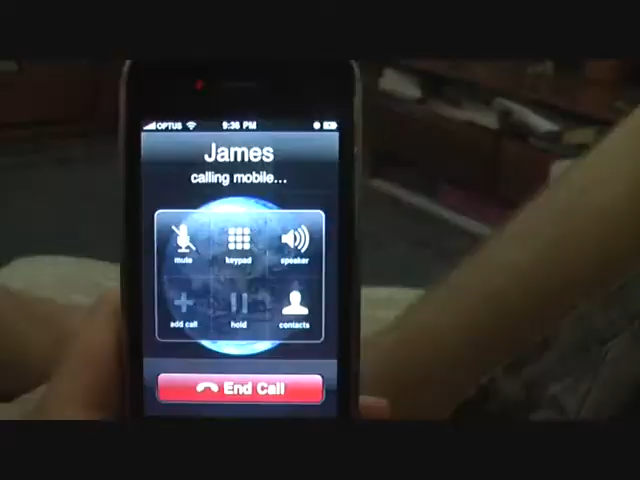 OPTUS 9:36 PM
James
calling mobile...
mute keypad speaker
add call hold contacts
End Call